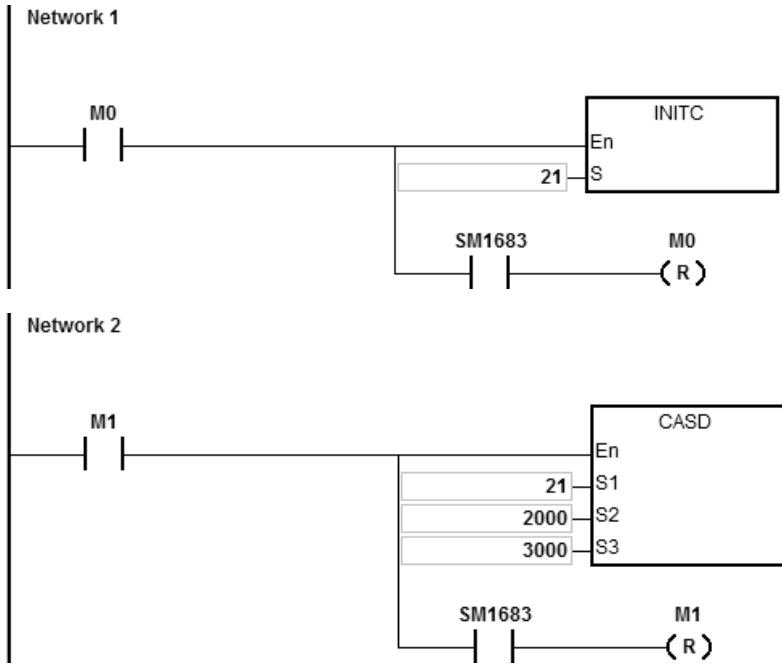 Network 1
M0
INITC
En
21
S
SM1683
M0
( R )
Network 2
M1
CASD
En
21
S1
2000
S2
3000
S3
SM1683
M1
( R )